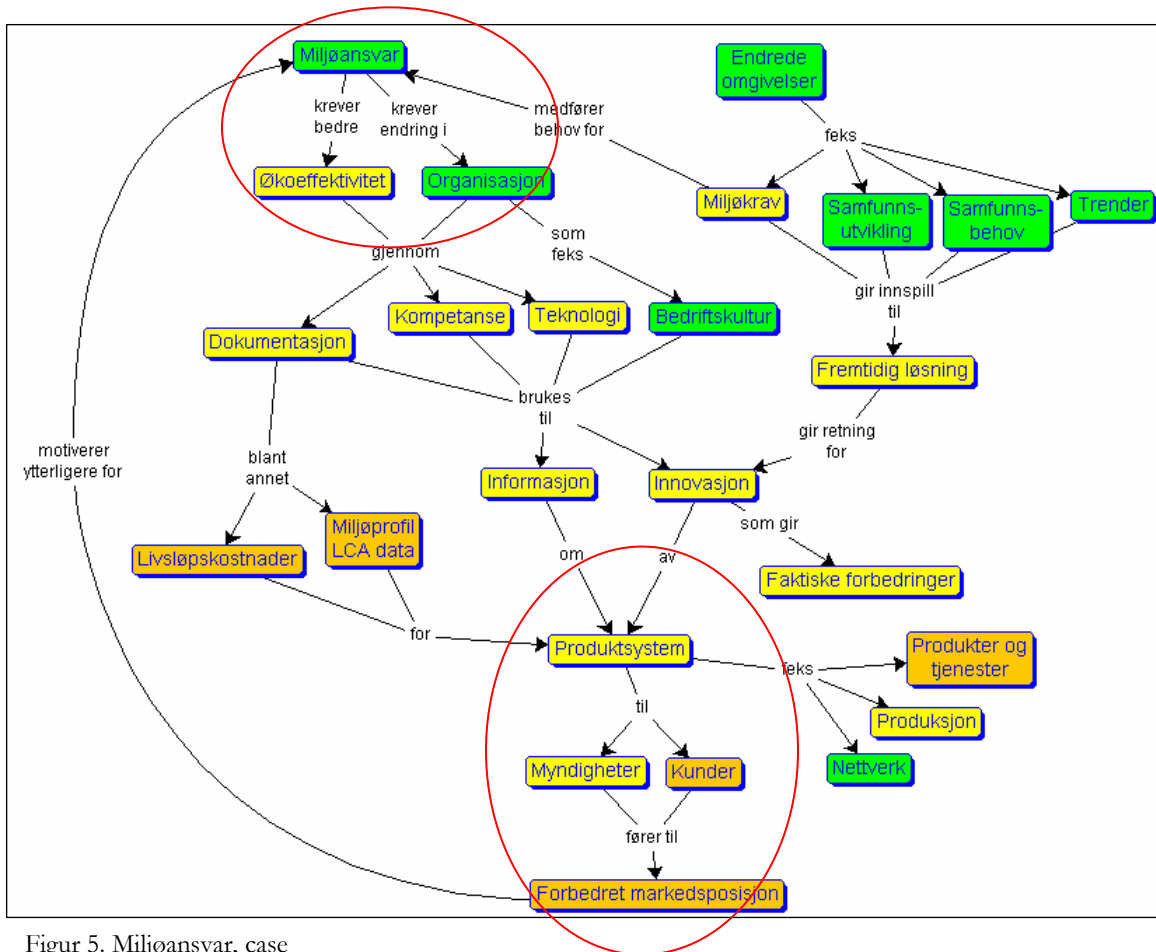 Miljøansvar
Endrede
omgivelser
krever
bedre
krever
endring i
medfører
behov for
feks
Økoeffektivitet
Organisasjon
Miljøkrav
Samfunns-
utvikling
Samfunns-
behov
Trender
gjennom
som
feks
gir innspill
til
Kompetanse
Teknologi
Bedriftskultur
Dokumentasjon
Fremtidig løsning
brukes
til
gir retning
for
motiverer
ytterligere for
blant
annet
Informasjon
Innovasjon
Miljøprofil
LCA data
som gir
Livsløpskostnader
om
av
Faktiske forbedringer
for
Produktsystem
feks
Produkter og
tjenester
til
Produksjon
Myndigheter
Kunder
Nettverk
fører til
Forbedret markedsposisjon
Figur 5. Miljøansvar, case